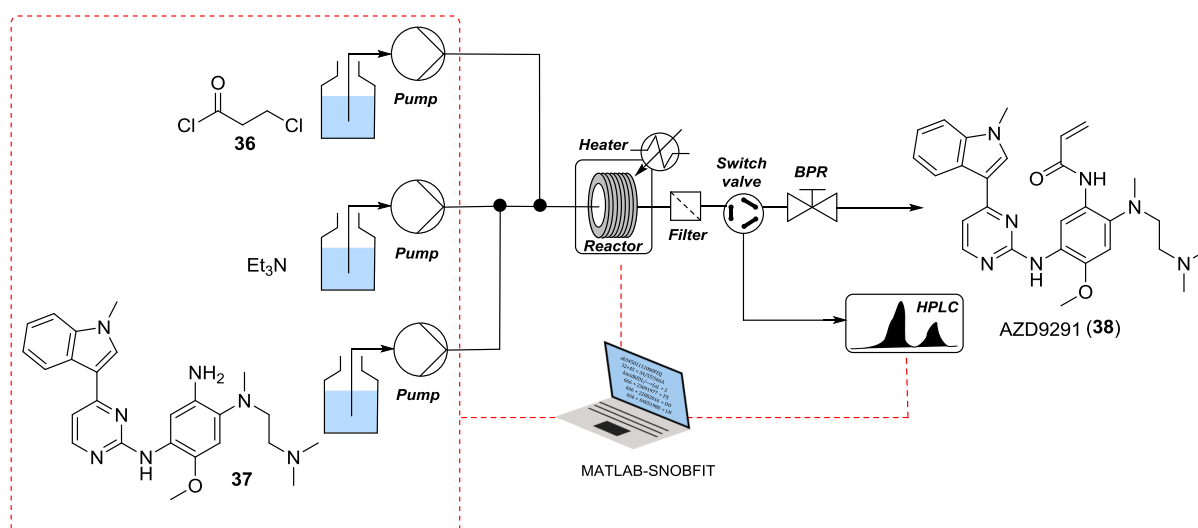 O
Cl
Cl
36
Pump
Et3N
Pump
N
NH2
N
N
N
N
H
O
N
37
Pump
Heater
Reactor
Filter
Switch
valve
BPR
HPLC
MATLAB-SNOBFIT
N
O
NH
N
N
N
N
H
O
N
AZD9291 (38)